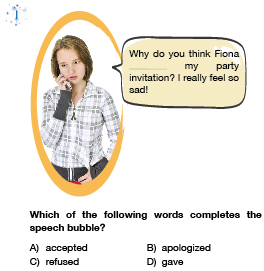 1
Why do you think Fiona
________ my party
invitation? I really feel so
sad!
Which of the following words completes the
speech bubble?
A) accepted B) apologized
C) refused D) gave